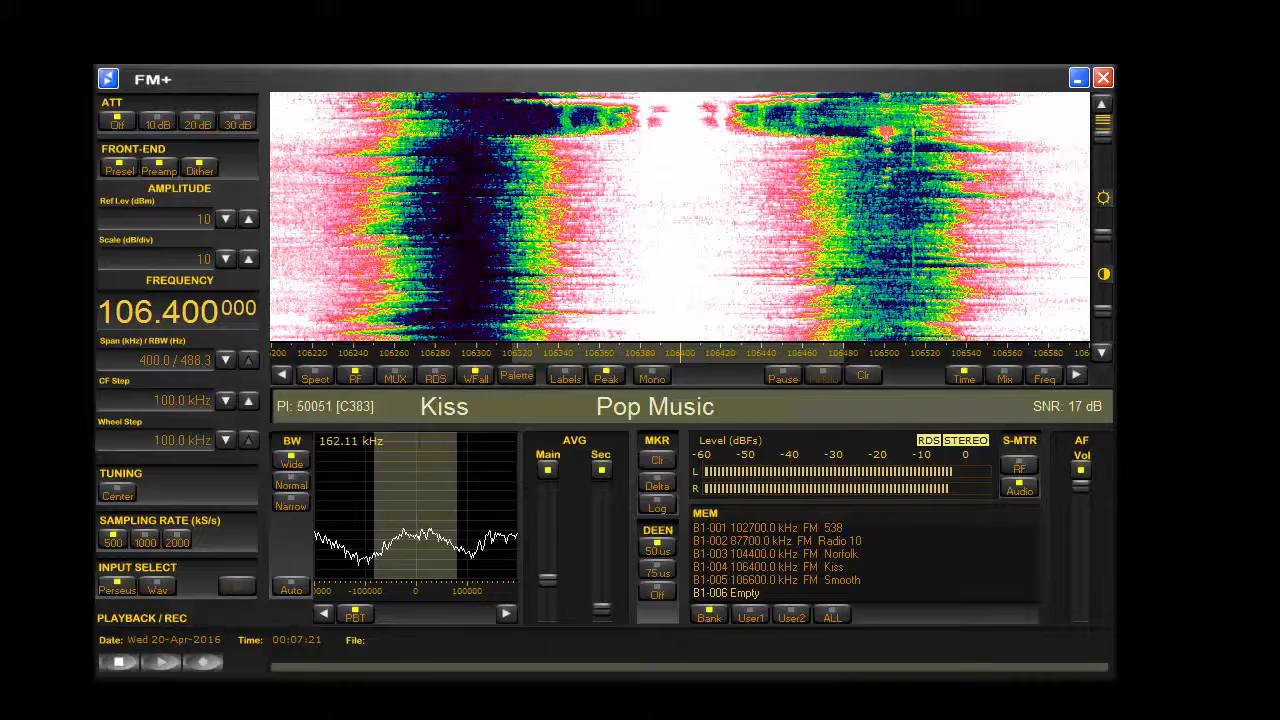 FM+
ATT
Off 10 dB 20 dB 30 dB
FRONT-END
Presel Preamp Dither
AMPLITUDE
Ref Lev (dBm)
10
Scale (dB/div)
10
FREQUENCY
106.400000
Span (kHz) / RBW (Hz)
400.0 / 488.3
CF Step
100.0 kHz
Wheel Step
100.0 kHz
TUNING
Center
SAMPLING RATE (kS/s)
500 1000 2000
INPUT SELECT
Perseus Wav
PLAYBACK / REC
Date: Wed 20-Apr-2016 Time: 00:07:21 File:
200 106220 106240 106260 106280 106300 106320 106340 106360 106380 106400 106420 106440 106460 106480 106500 106520 106540 106560 106580 106
Spect RF MUX RDS WFall Palette Labels Peak Mono Pause Clr Time Mix Freq
PI: 50051 [C383] Kiss Pop Music SNR: 17 dB
BW
Wide
Normal
Narrow
Auto
162.11 kHz
0000 -100000 0 100000
PBT
AVG
Main Sec
MKR
Clr
Delta
Log
DEEN
50 us
75 us
Off
Level (dBFs) RDS STEREO
-60 -50 -40 -30 -20 -10 0
L
R
S-MTR
RF
Audio
AF
Vol
MEM
B1-001 102700.0 kHz FM 538
B1-002 87700.0 kHz FM Radio 10
B1-003 104400.0 kHz FM Norfolk
B1-004 106400.0 kHz FM Kiss
B1-005 106600.0 kHz FM Smooth
B1-006 Empty
Bank User1 User2 ALL